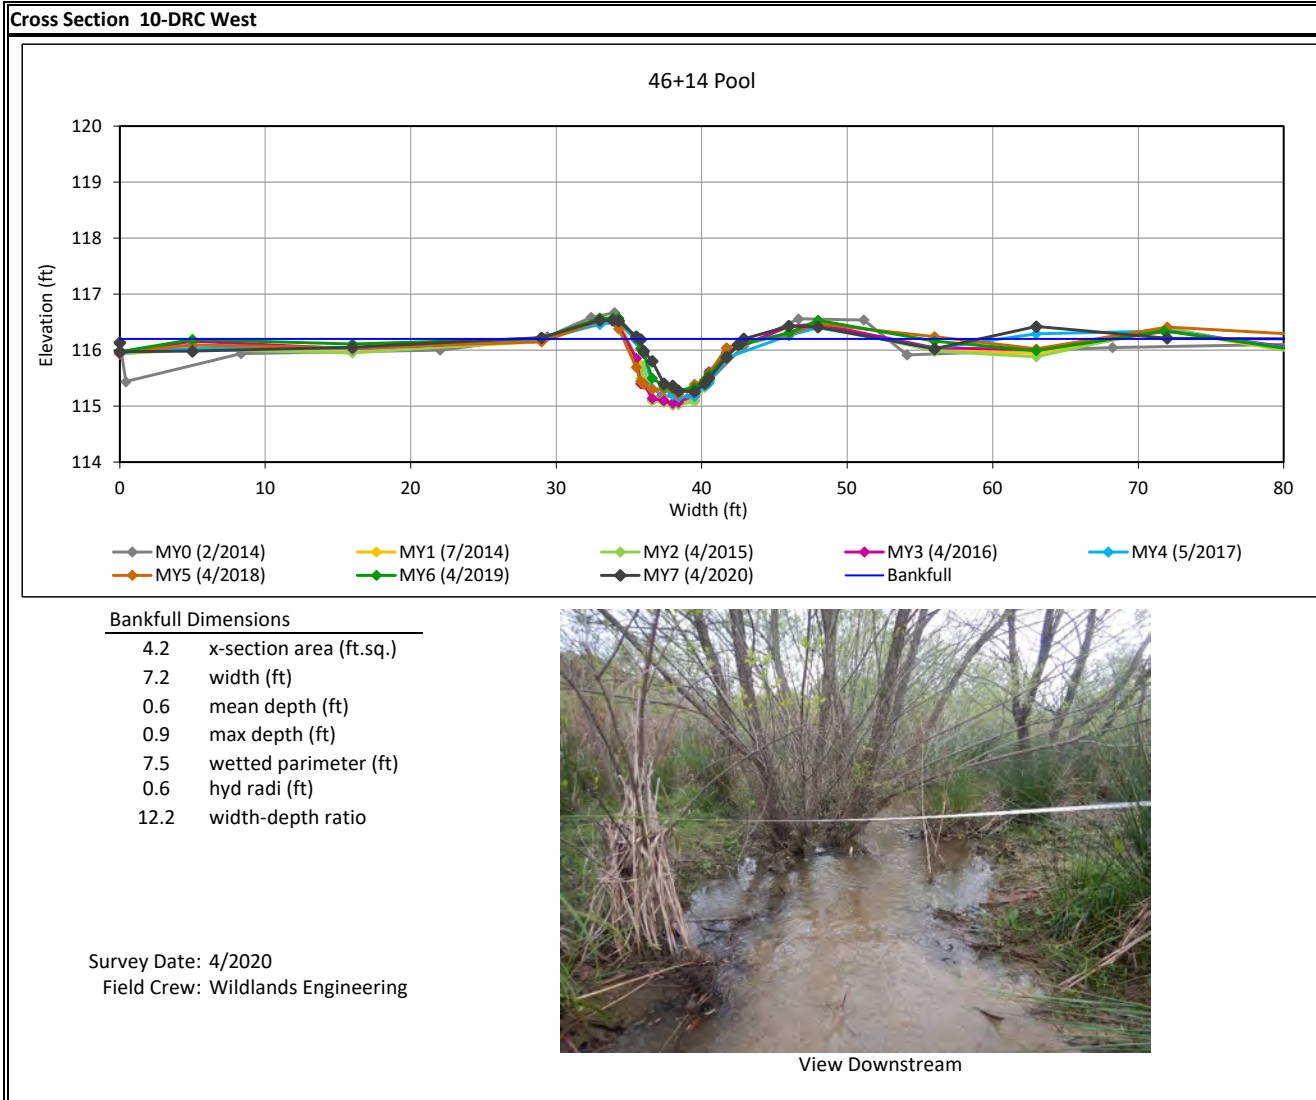 Cross Section 10-DRC West
46+14 Pool
120
119
118
117
116
115
114
Elevation (ft)
0 10 20 30 40 50 60 70 80
Width (ft)
MY0 (2/2014) MY1 (7/2014) MY2 (4/2015) MY3 (4/2016) MY4 (5/2017)
MY5 (4/2018) MY6 (4/2019) MY7 (4/2020) Bankfull
Bankfull Dimensions
4.2 x-section area (ft.sq.)
7.2 width (ft)
0.6 mean depth (ft)
0.9 max depth (ft)
7.5 wetted parimeter (ft)
0.6 hyd radi (ft)
12.2 width-depth ratio
Survey Date: 4/2020
Field Crew: Wildlands Engineering
View Downstream